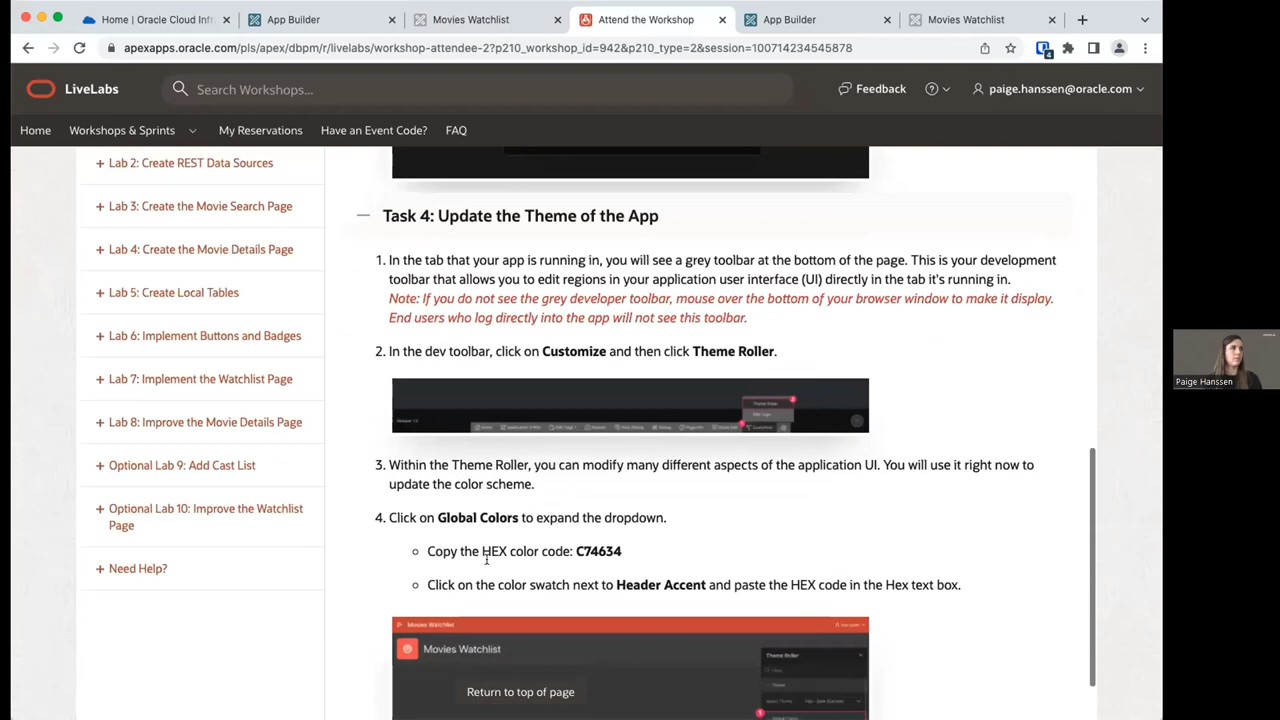 Home | Oracle Cloud Infr
App Builder
Movies Watchlist
Attend the Workshop
App Builder
Movies Watchlist
apexapps.oracle.com/pls/apex/dbpm/r/livelabs/workshop-attendee-2?p210_workshop_id=942&p210_type=2&session=100714234545878
4
LiveLabs
Search Workshops...
Feedback
paige.hanssen@oracle.com
Home
Workshops & Sprints
My Reservations
Have an Event Code?
FAQ
+ Lab 2: Create REST Data Sources
+ Lab 3: Create the Movie Search Page
+ Lab 4: Create the Movie Details Page
+ Lab 5: Create Local Tables
+ Lab 6: Implement Buttons and Badges
+ Lab 7: Implement the Watchlist Page
+ Lab 8: Improve the Movie Details Page
+ Optional Lab 9: Add Cast List
+ Optional Lab 10: Improve the Watchlist
Page
+ Need Help?
— Task 4: Update the Theme of the App
1. In the tab that your app is running in, you will see a grey toolbar at the bottom of the page. This is your development
toolbar that allows you to edit regions in your application user interface (UI) directly in the tab it's running in.
Note: If you do not see the grey developer toolbar, mouse over the bottom of your browser window to make it display.
End users who log directly into the app will not see this toolbar.
2. In the dev toolbar, click on Customize and then click Theme Roller.
Theme Roller
Customize
3. Within the Theme Roller, you can modify many different aspects of the application UI. You will use it right now to
update the color scheme.
4. Click on Global Colors to expand the dropdown.
Copy the HEX color code: C74634
Click on the color swatch next to Header Accent and paste the HEX code in the Hex text box.
Movies Watchlist
Movies Watchlist
Theme Roller
Return to top of page
Paige Hanssen